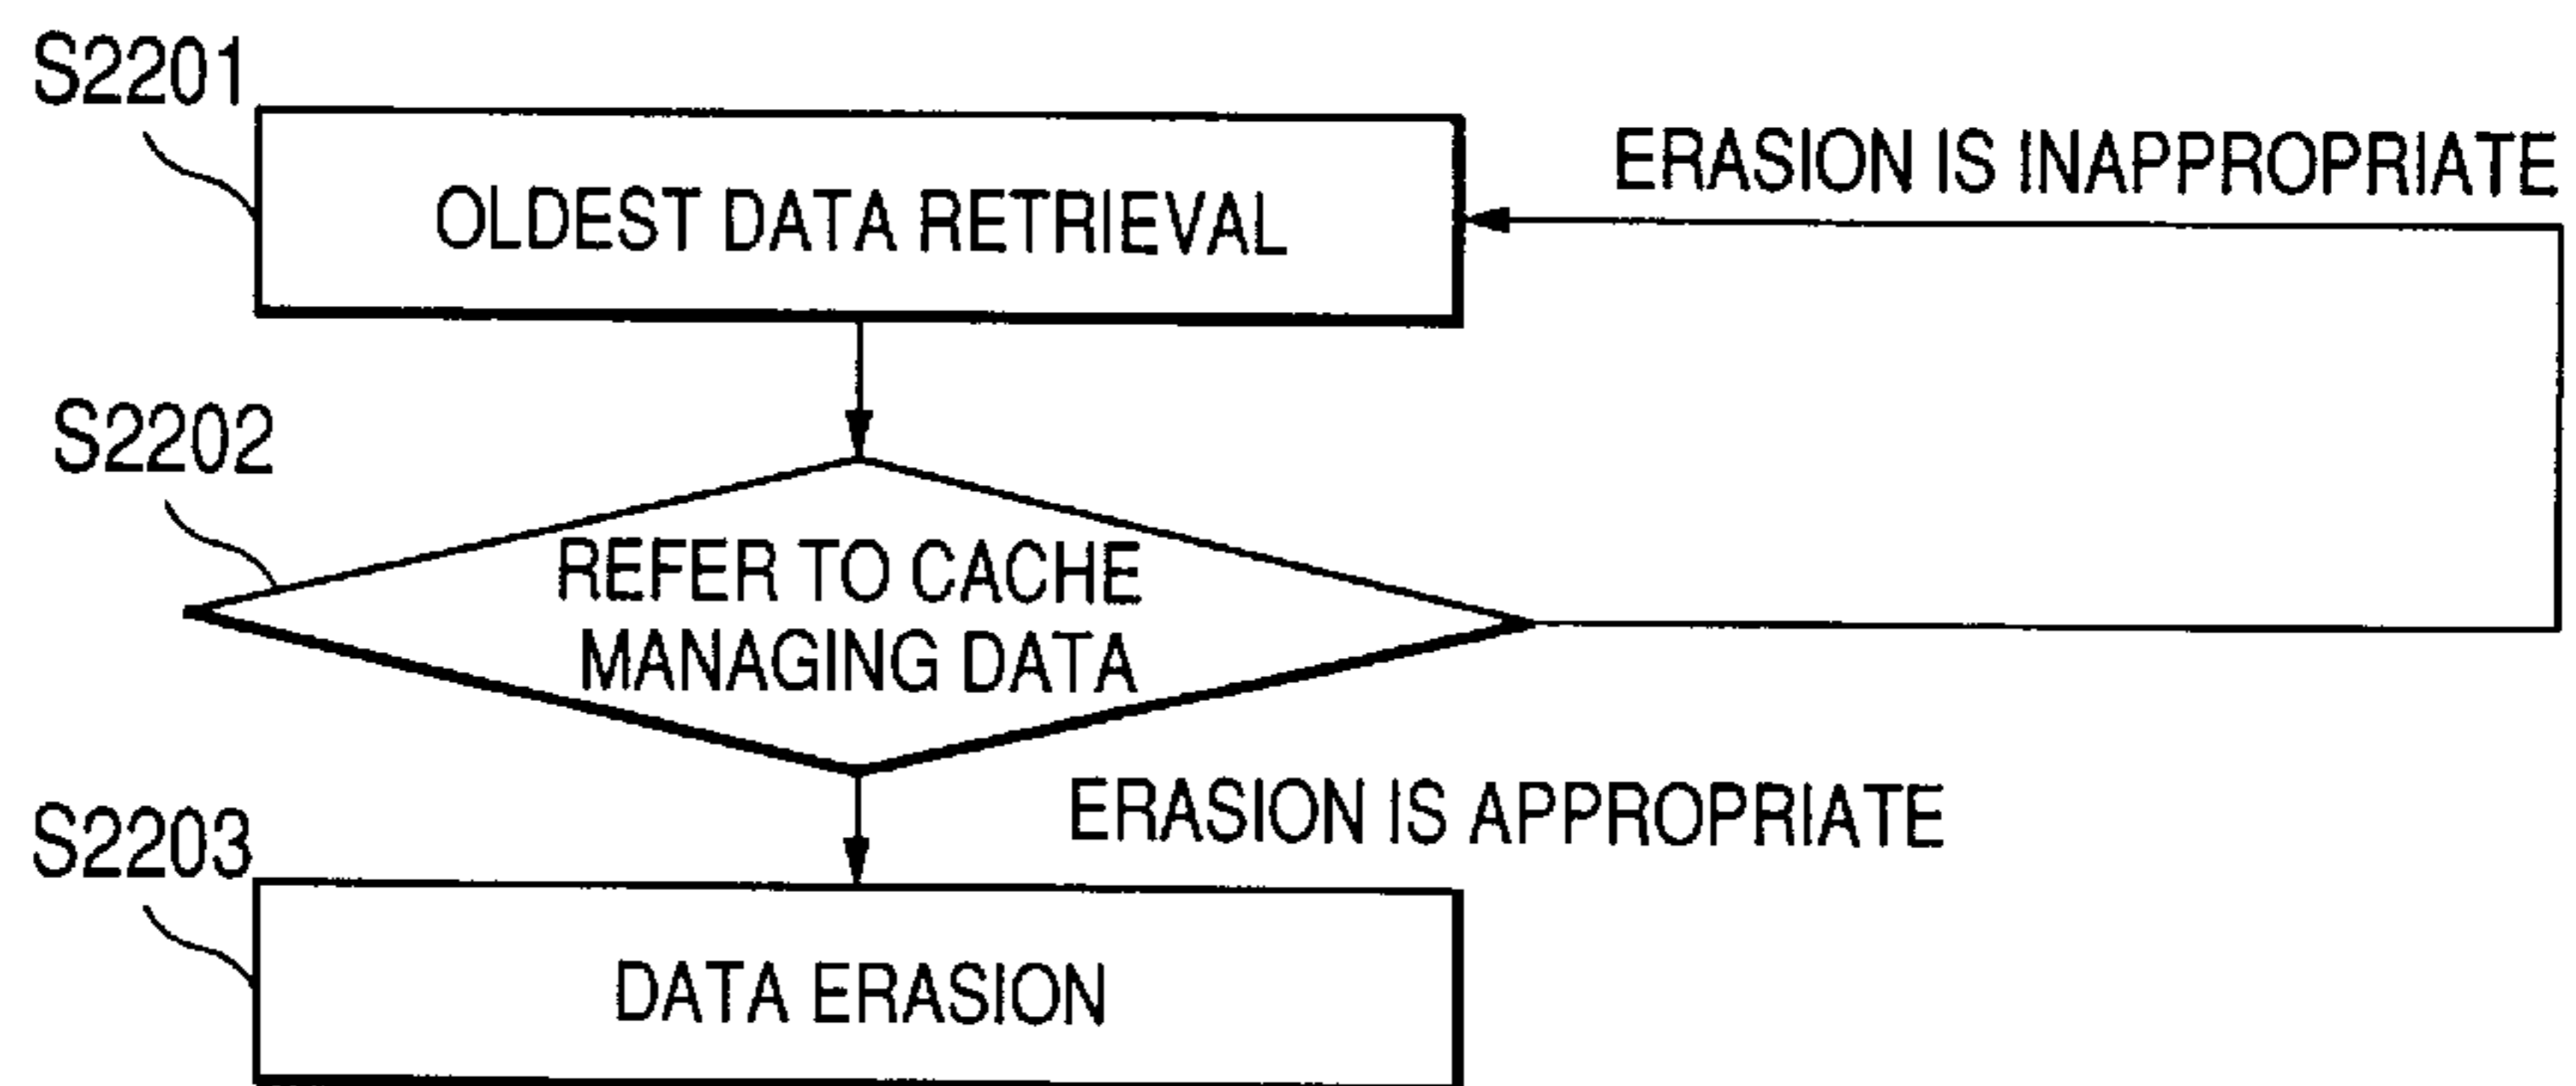 S2201
OLDEST DATA RETRIEVAL
ERASION IS INAPPROPRIATE
S2202
REFER TO CACHE
MANAGING DATA
ERASION IS APPROPRIATE
S2203
DATA ERASION